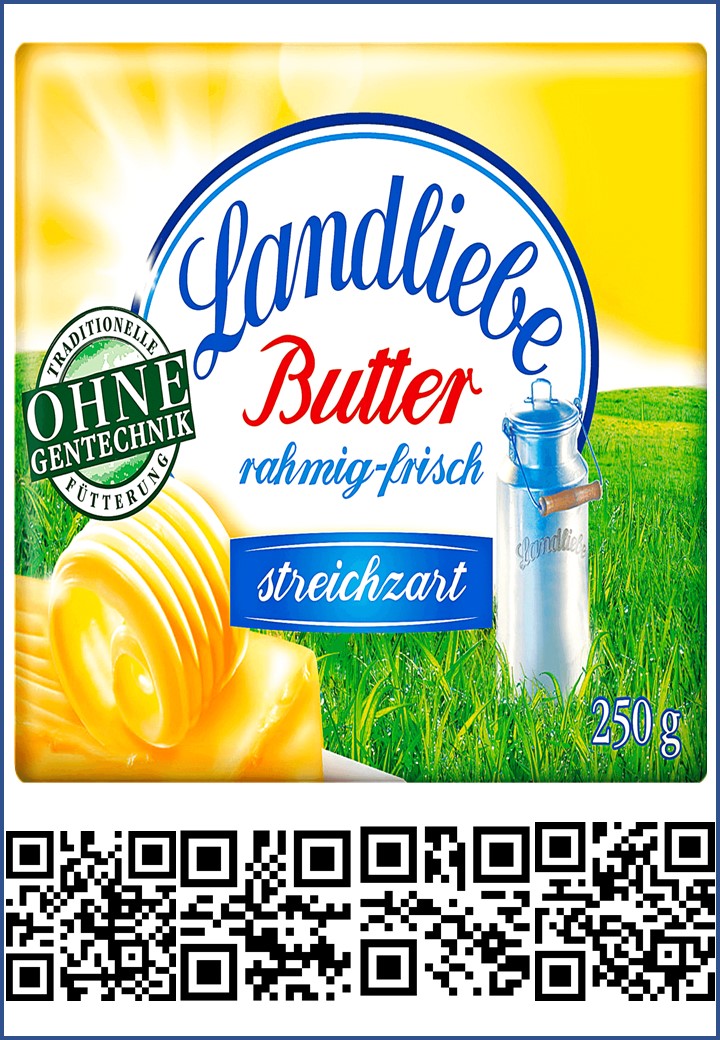 Landliebe
Butter
rahmig-frisch
TRADITIONELLE
OHNE
GENTECHNIK
FÜTTERUNG
Landliebe
streichzart
250 g